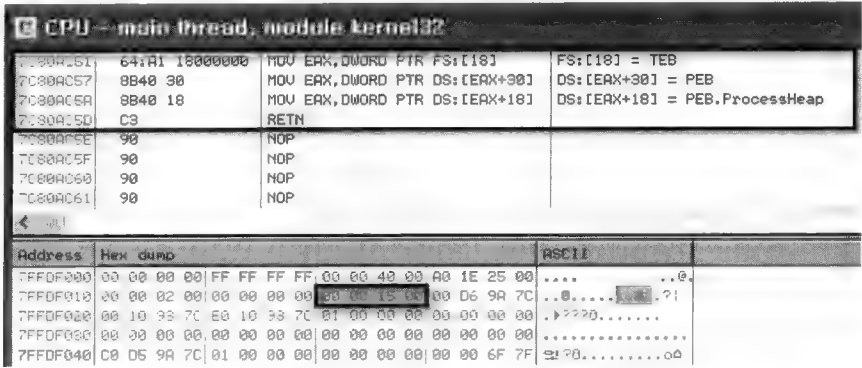 CPU - main thread, module kernel32
7C80AC51 64:A1 18000000 MOV EAX,DWORD PTR FS:[18] FS:[18] = TEB
7C80AC57 8B40 30 MOV EAX,DWORD PTR DS:[EAX+30] DS:[EAX+30] = PEB
7C80AC5A 8B40 18 MOV EAX,DWORD PTR DS:[EAX+18] DS:[EAX+18] = PEB.ProcessHeap
7C80AC5D C3 RETN
7C80AC5E 90 NOP
7C80AC5F 90 NOP
7C80AC60 90 NOP
7C80AC61 90 NOP
Address Hex dump ASCII
7FFDF000 00 00 00 00 FF FF FF FF 00 00 40 00 A0 1E 25 00 .... ..@.
7FFDF010 00 00 02 00 00 00 00 00 00 00 15 00 00 D6 9A 7C
7FFDF020 00 10 98 7C E0 10 98 7C 01 00 00 00 00 00 00 00
7FFDF030 00 00 00 00 00 00 00 00 00 00 00 00 00 00 00 00 ................
7FFDF040 C0 D5 9A 7C 01 00 00 00 00 00 00 00 00 00 6F 7F